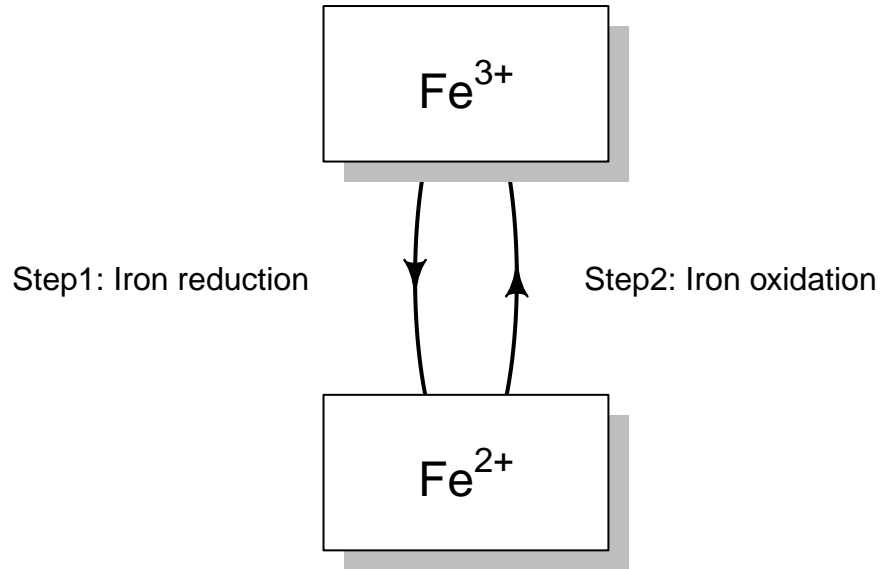 Fe³⁺
Step1: Iron reduction
Step2: Iron oxidation
Fe²⁺